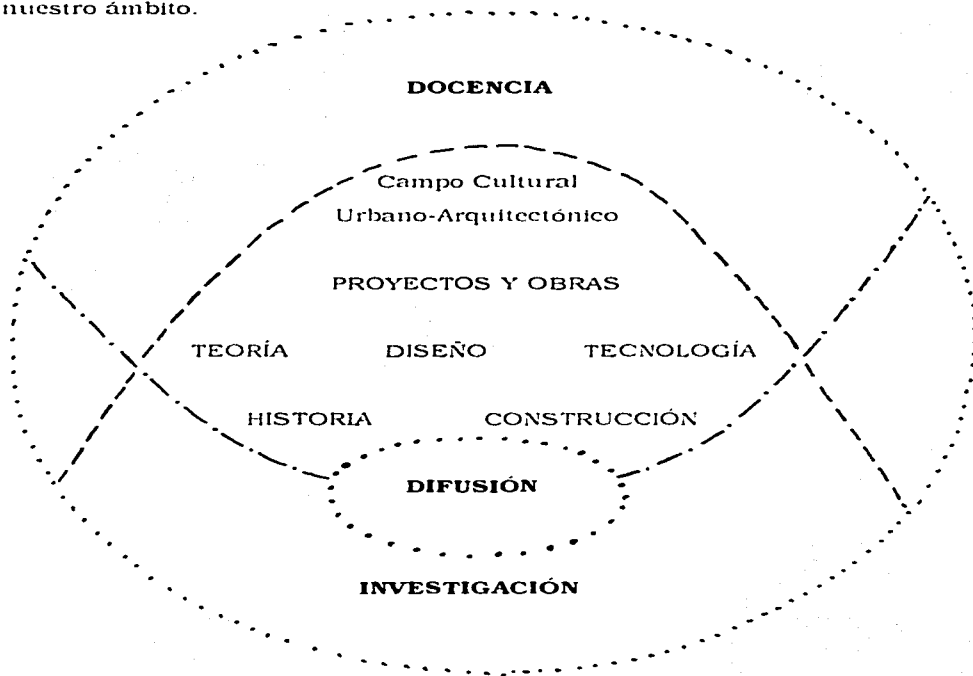 nuestro ámbito.
DOCENCIA
Campo Cultural
Urbano-Arquitectónico
PROYECTOS Y OBRAS
TEORÍA DISEÑO TECNOLOGÍA
HISTORIA CONSTRUCCIÓN
DIFUSIÓN
INVESTIGACIÓN